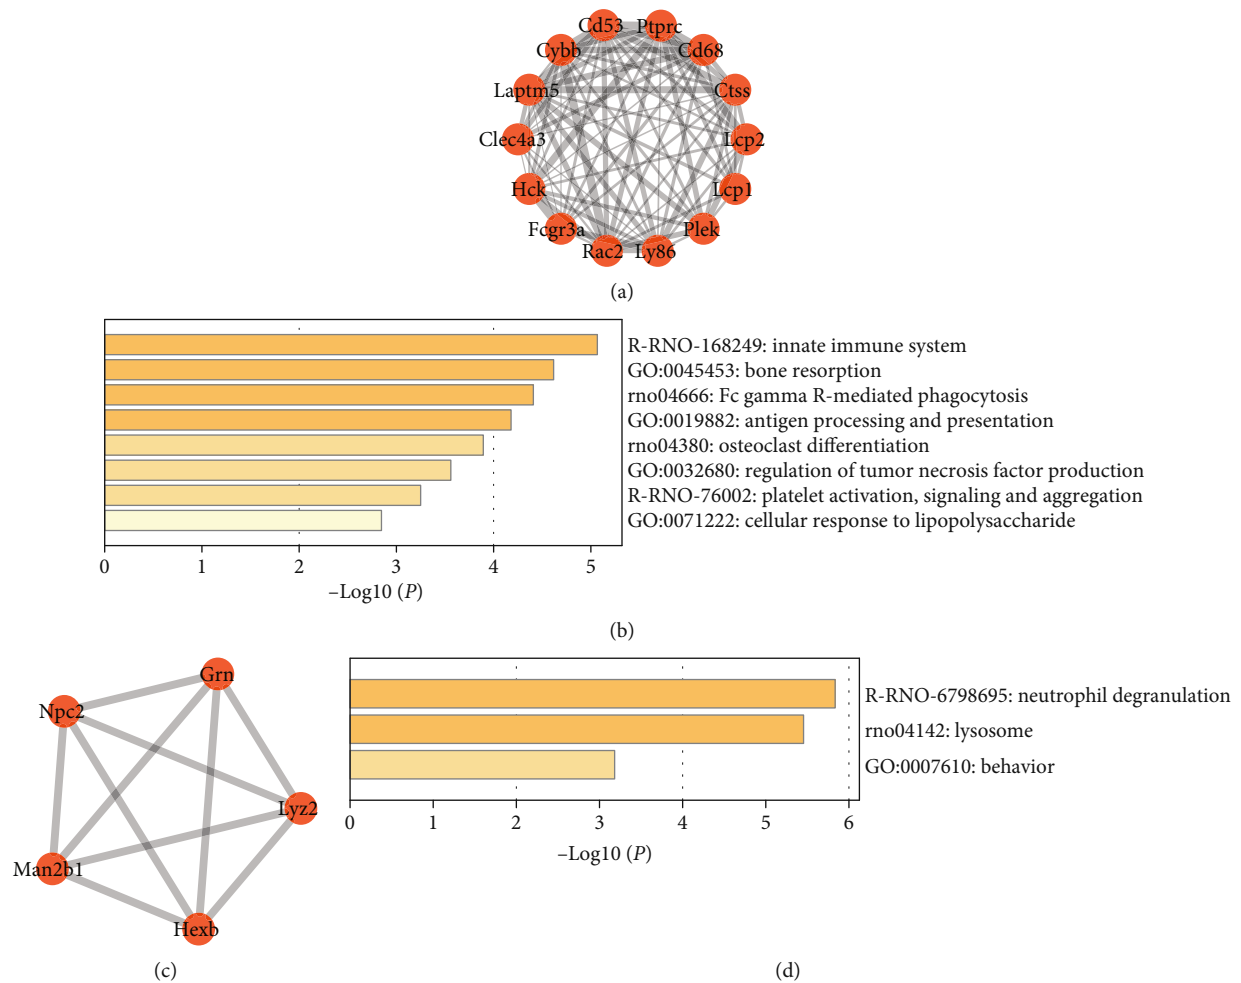 Cd53 Ptprc
Cybb Cd68
Laptm5 Ctss
Clec4a3 Lcp2
Hck Lcp1
Fcgr3a Plek
Rac2 Ly86
(a)
R-RNO-168249: innate immune system
GO:0045453: bone resorption
rno04666: Fc gamma R-mediated phagocytosis
GO:0019882: antigen processing and presentation
rno04380: osteoclast differentiation
GO:0032680: regulation of tumor necrosis factor production
R-RNO-76002: platelet activation, signaling and aggregation
GO:0071222: cellular response to lipopolysaccharide
0 1 2 3 4 5
–Log10 (P)
(b)
Grn
Npc2
Lyz2
Man2b1
Hexb
(c)
R-RNO-6798695: neutrophil degranulation
rno04142: lysosome
GO:0007610: behavior
0 1 2 3 4 5 6
–Log10 (P)
(d)